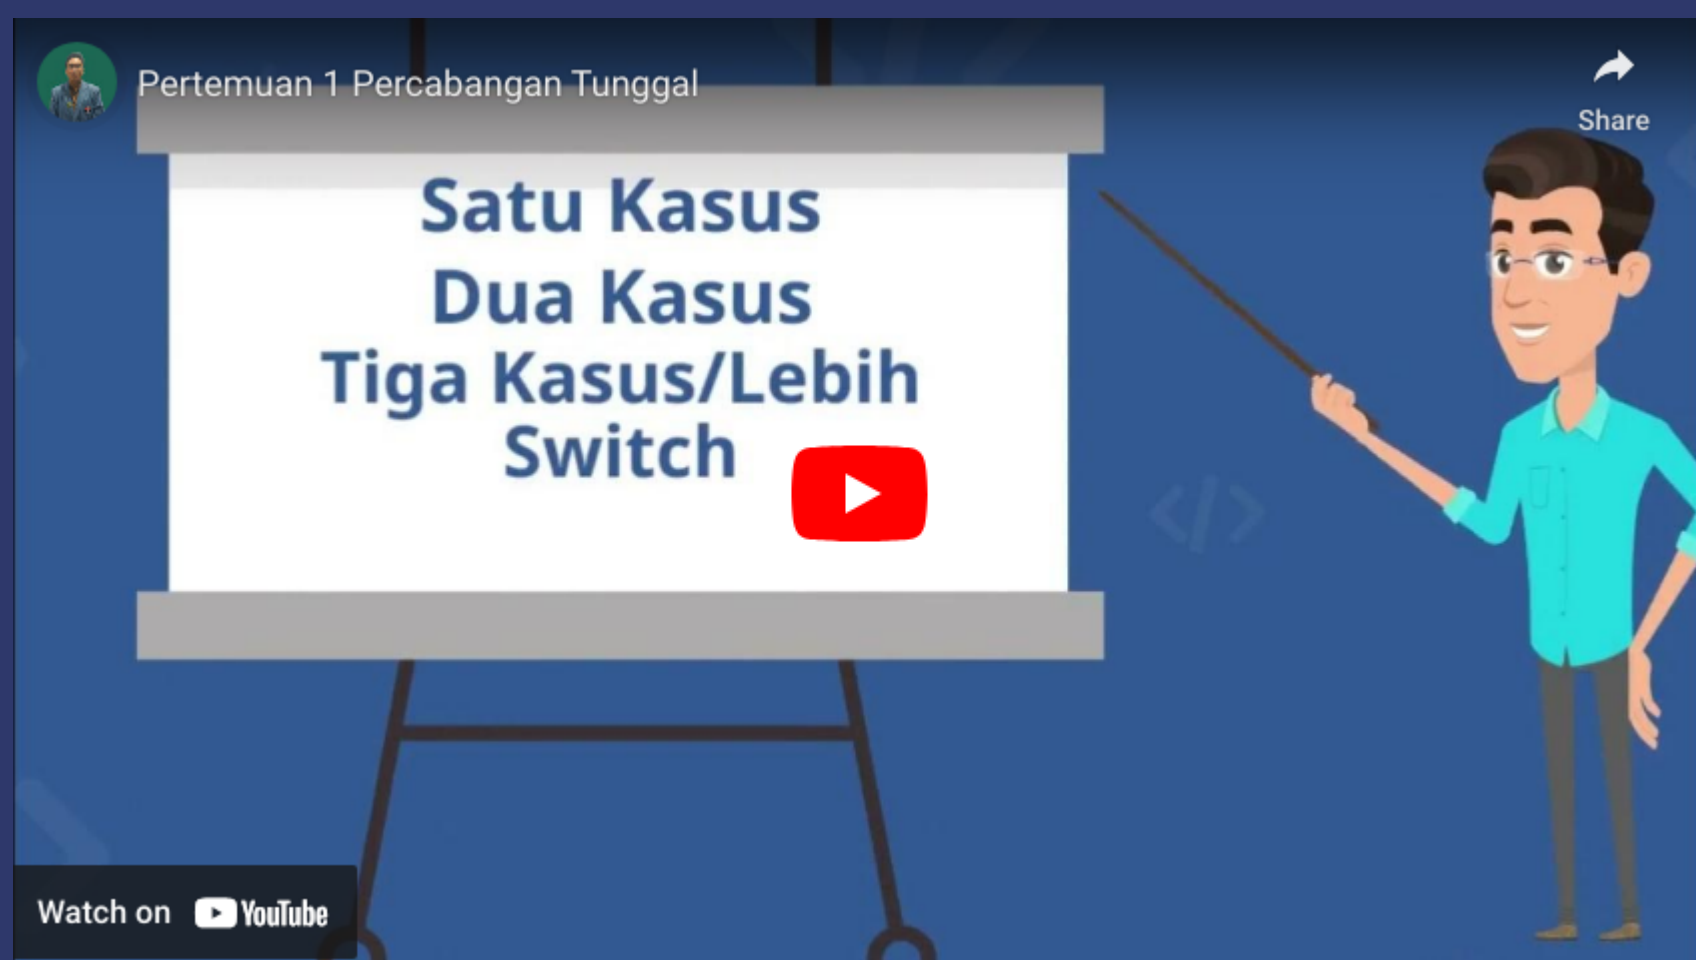 Pertemuan 1 Percabangan Tunggal
Share
Satu Kasus
Dua Kasus
Tiga Kasus/Lebih
Switch
</>
Watch on YouTube